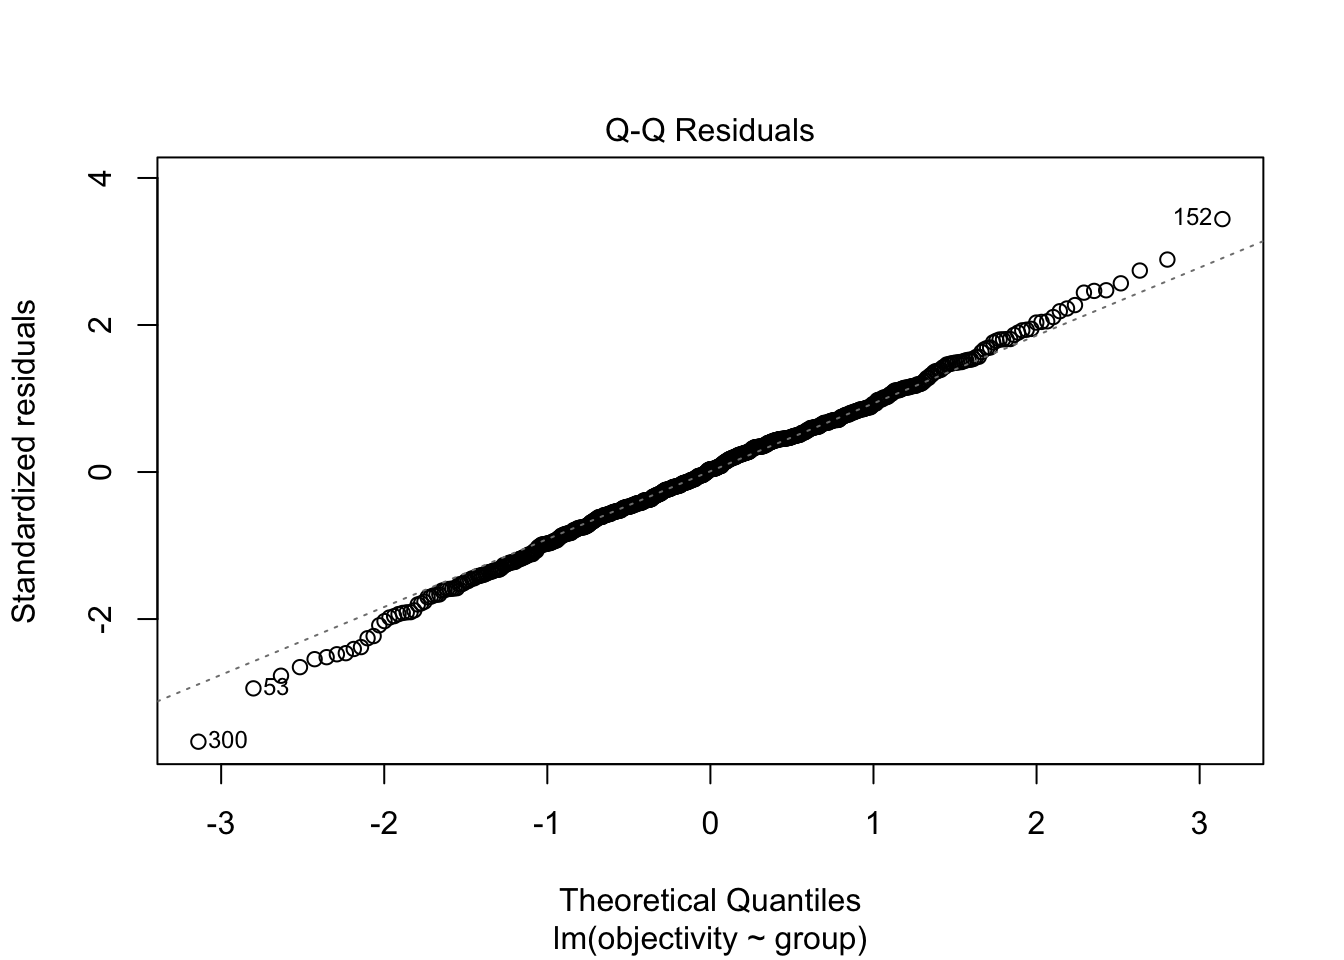 Q-Q Residuals
Standardized residuals
4
2
0
-2
152
53
300
-3 -2 -1 0 1 2 3
Theoretical Quantiles
lm(objectivity ~ group)